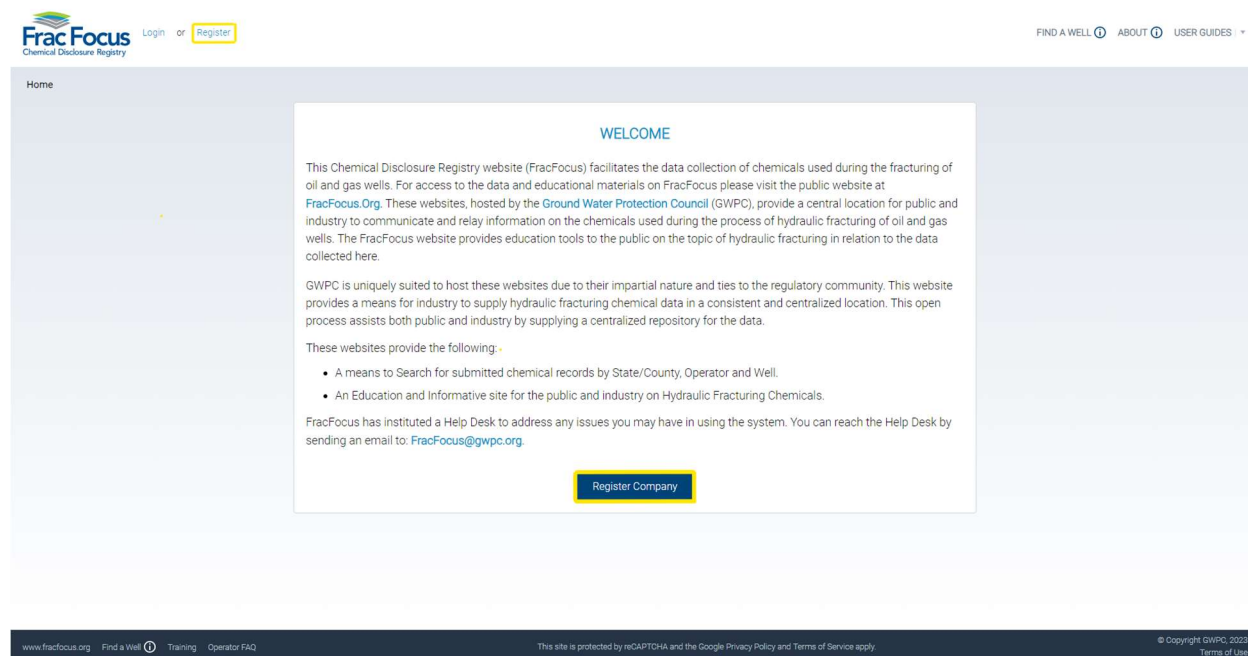 Frac Focus
Chemical Disclosure Registry
Login or Register
FIND A WELL ABOUT USER GUIDES
Home
WELCOME
This Chemical Disclosure Registry website (FracFocus) facilitates the data collection of chemicals used during the fracturing of
oil and gas wells. For access to the data and educational materials on FracFocus please visit the public website at
FracFocus.Org. These websites, hosted by the Ground Water Protection Council (GWPC), provide a central location for public and
industry to communicate and relay information on the chemicals used during the process of hydraulic fracturing of oil and gas
wells. The FracFocus website provides education tools to the public on the topic of hydraulic fracturing in relation to the data
collected here.
GWPC is uniquely suited to host these websites due to their impartial nature and ties to the regulatory community. This website
provides a means for industry to supply hydraulic fracturing chemical data in a consistent and centralized location. This open
process assists both public and industry by supplying a centralized repository for the data.
These websites provide the following:
• A means to Search for submitted chemical records by State/County, Operator and Well.
• An Education and Informative site for the public and industry on Hydraulic Fracturing Chemicals.
FracFocus has instituted a Help Desk to address any issues you may have in using the system. You can reach the Help Desk by
sending an email to: FracFocus@gwpc.org.
Register Company
www.fracfocus.org Find a Well Training Operator FAQ
This site is protected by reCAPTCHA and the Google Privacy Policy and Terms of Service apply.
© Copyright GWPC, 2023
Terms of Use